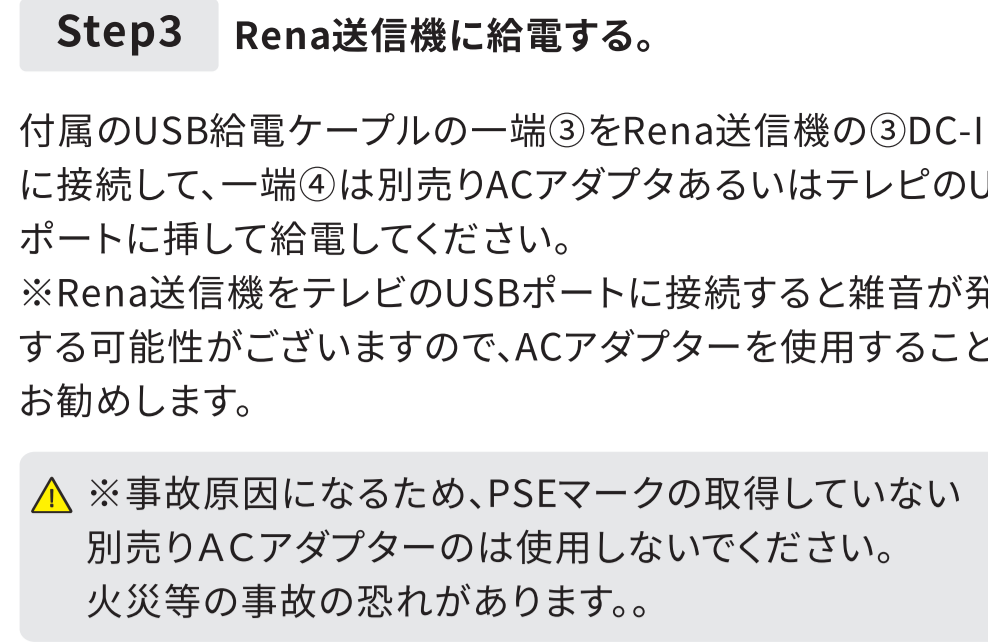 Step3 Rena送信機に給電する。
付属のUSB給電ケープルの一端③をRena送信機の③DC-I
に接続して、一端④は別売りACアダプタあるいはテレピのU
ポートに挿して給電してください。
※Rena送信機をテレビのUSBポートに接続すると雑音が発
する可能性がございますので、ACアダプターを使用すること
お勧めします。
※事故原因になるため、PSEマークの取得していない
別売りACアダプターのは使用しないでください。
火災等の事故の恐れがあります。。